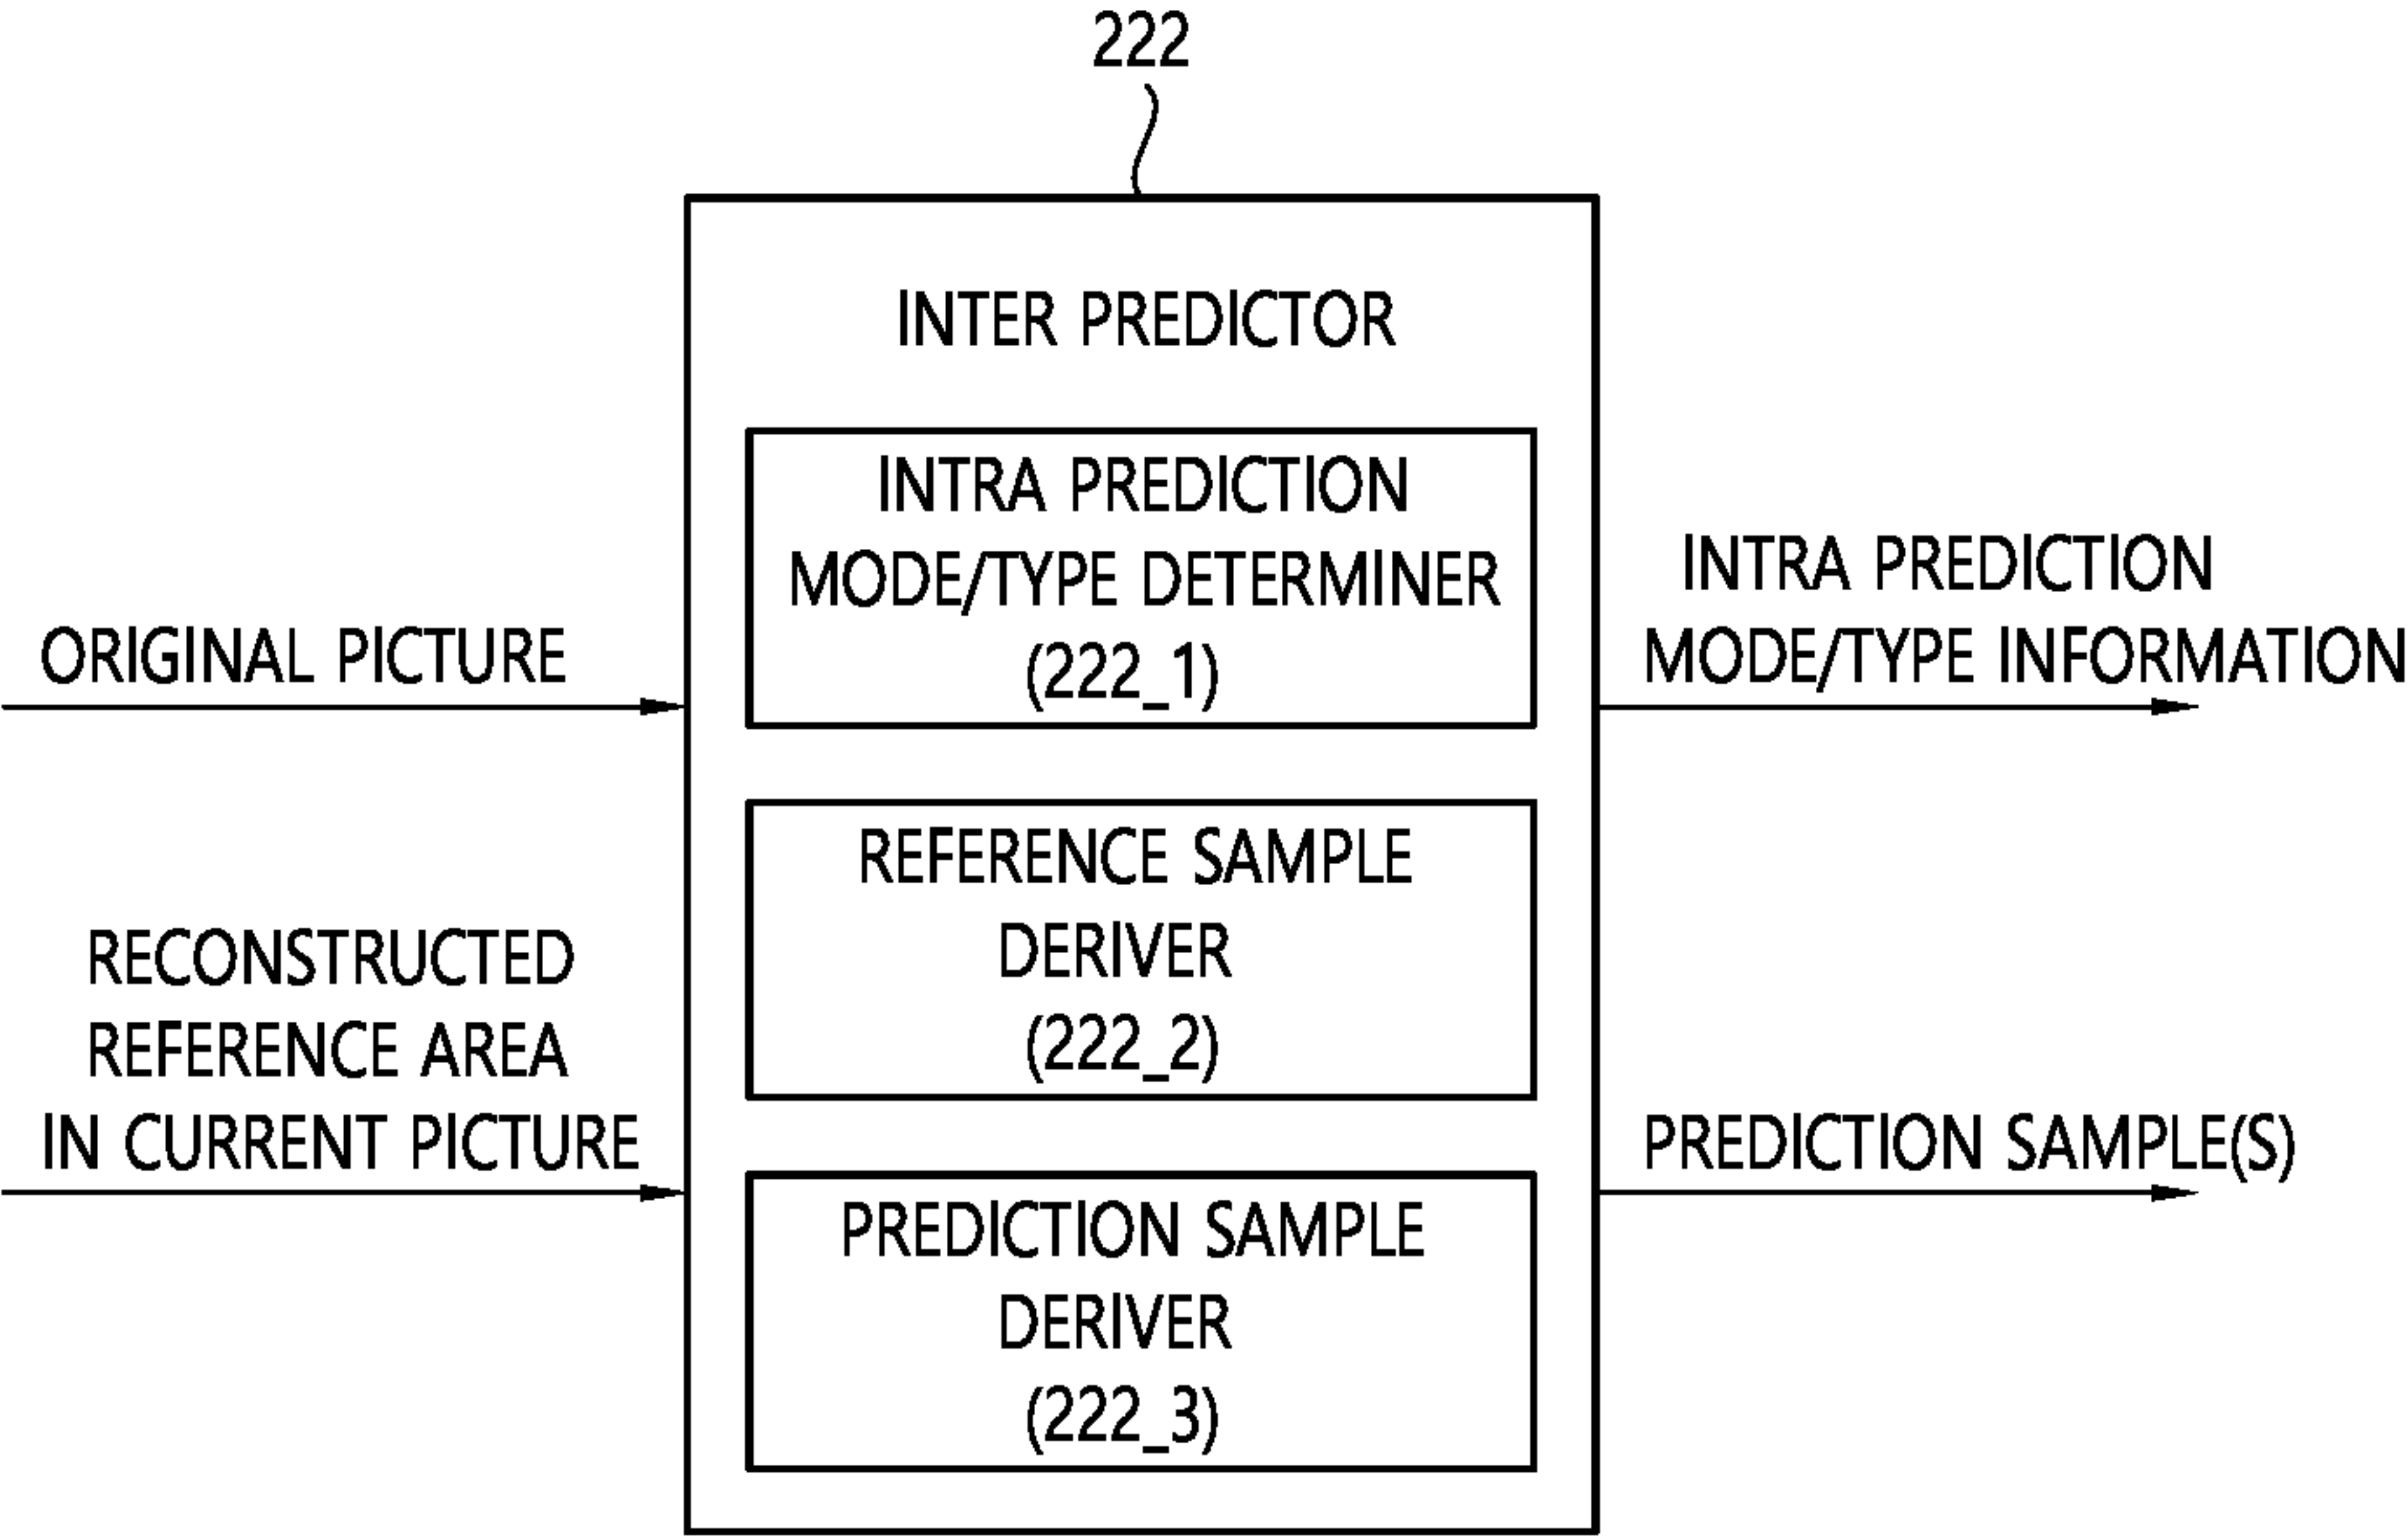 222
INTER PREDICTOR
INTRA PREDICTION
MODE/TYPE DETERMINER
(222_1)
REFERENCE SAMPLE
DERIVER
(222_2)
PREDICTION SAMPLE
DERIVER
(222_3)
ORIGINAL PICTURE
RECONSTRUCTED
REFERENCE AREA
IN CURRENT PICTURE
INTRA PREDICTION
MODE/TYPE INFORMATION
PREDICTION SAMPLE(S)